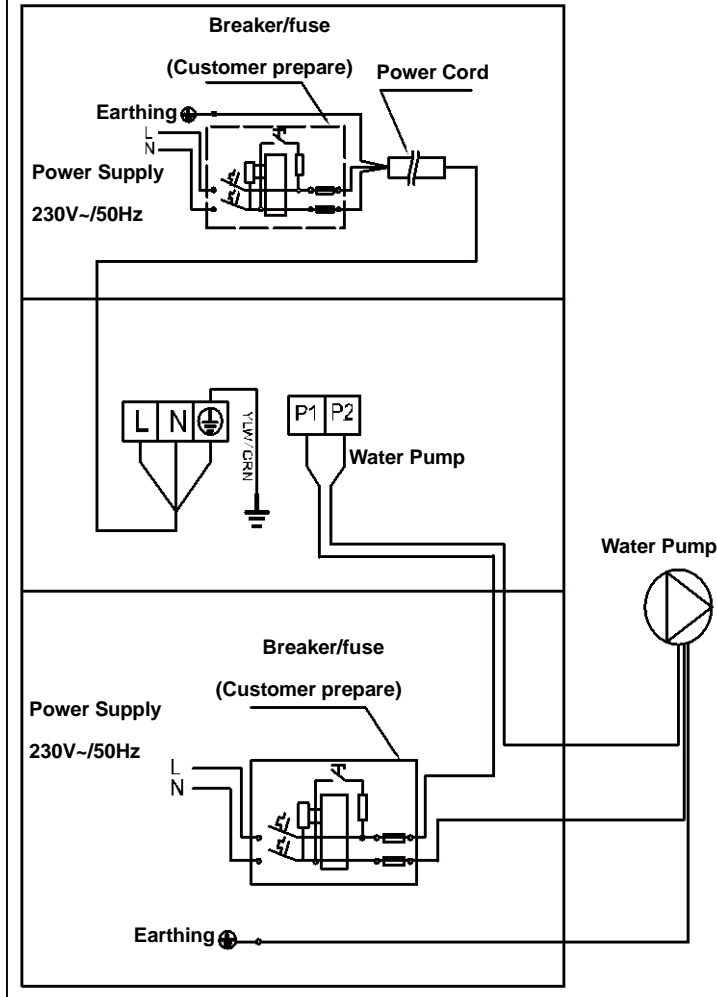 Breaker/fuse
(Customer prepare)
Power Cord
Earthing
L
N
Power Supply
230V~/50Hz
L N
YLW/GRN
P1 P2
Water Pump
Water Pump
Breaker/fuse
(Customer prepare)
Power Supply
230V~/50Hz
L
N
Earthing